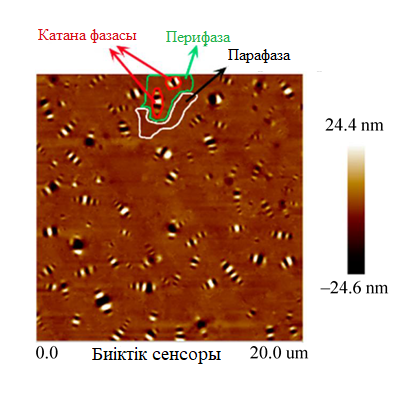 Катана фазасы
Перифаза
Парафаза
24.4 nm
−24.6 nm
0.0
Биіктік сенсоры
20.0 um